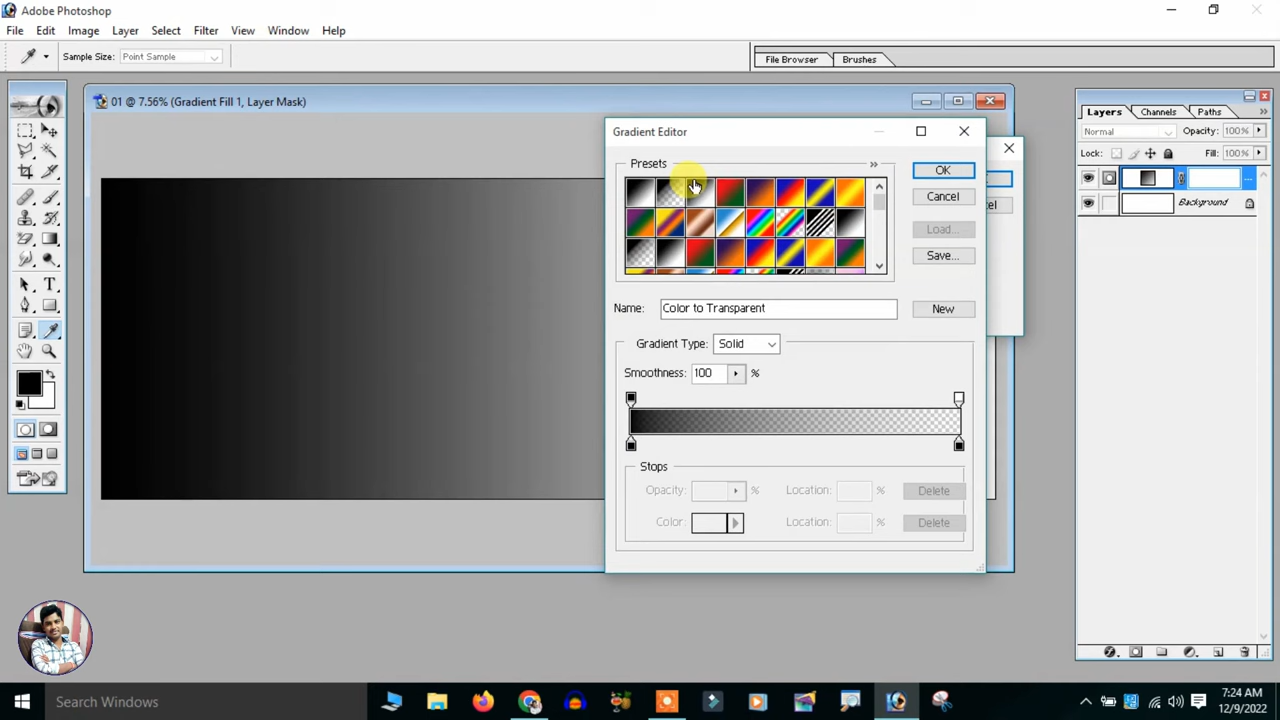 Adobe Photoshop
File Edit Image Layer Select Filter View Window Help
Sample Size: Point Sample
File Browser Brushes
01 @ 7.56% (Gradient Fill 1, Layer Mask)
Gradient Editor
Presets
OK
Cancel
Load...
Save...
Name: Color to Transparent
New
Gradient Type: Solid
Smoothness: 100 %
Stops
Opacity: % Location: % Delete
Color: Location: % Delete
el
Layers Channels Paths
Normal Opacity: 100%
Lock: Fill: 100%
...
Background
T
Search Windows
7:24 AM
12/9/2022